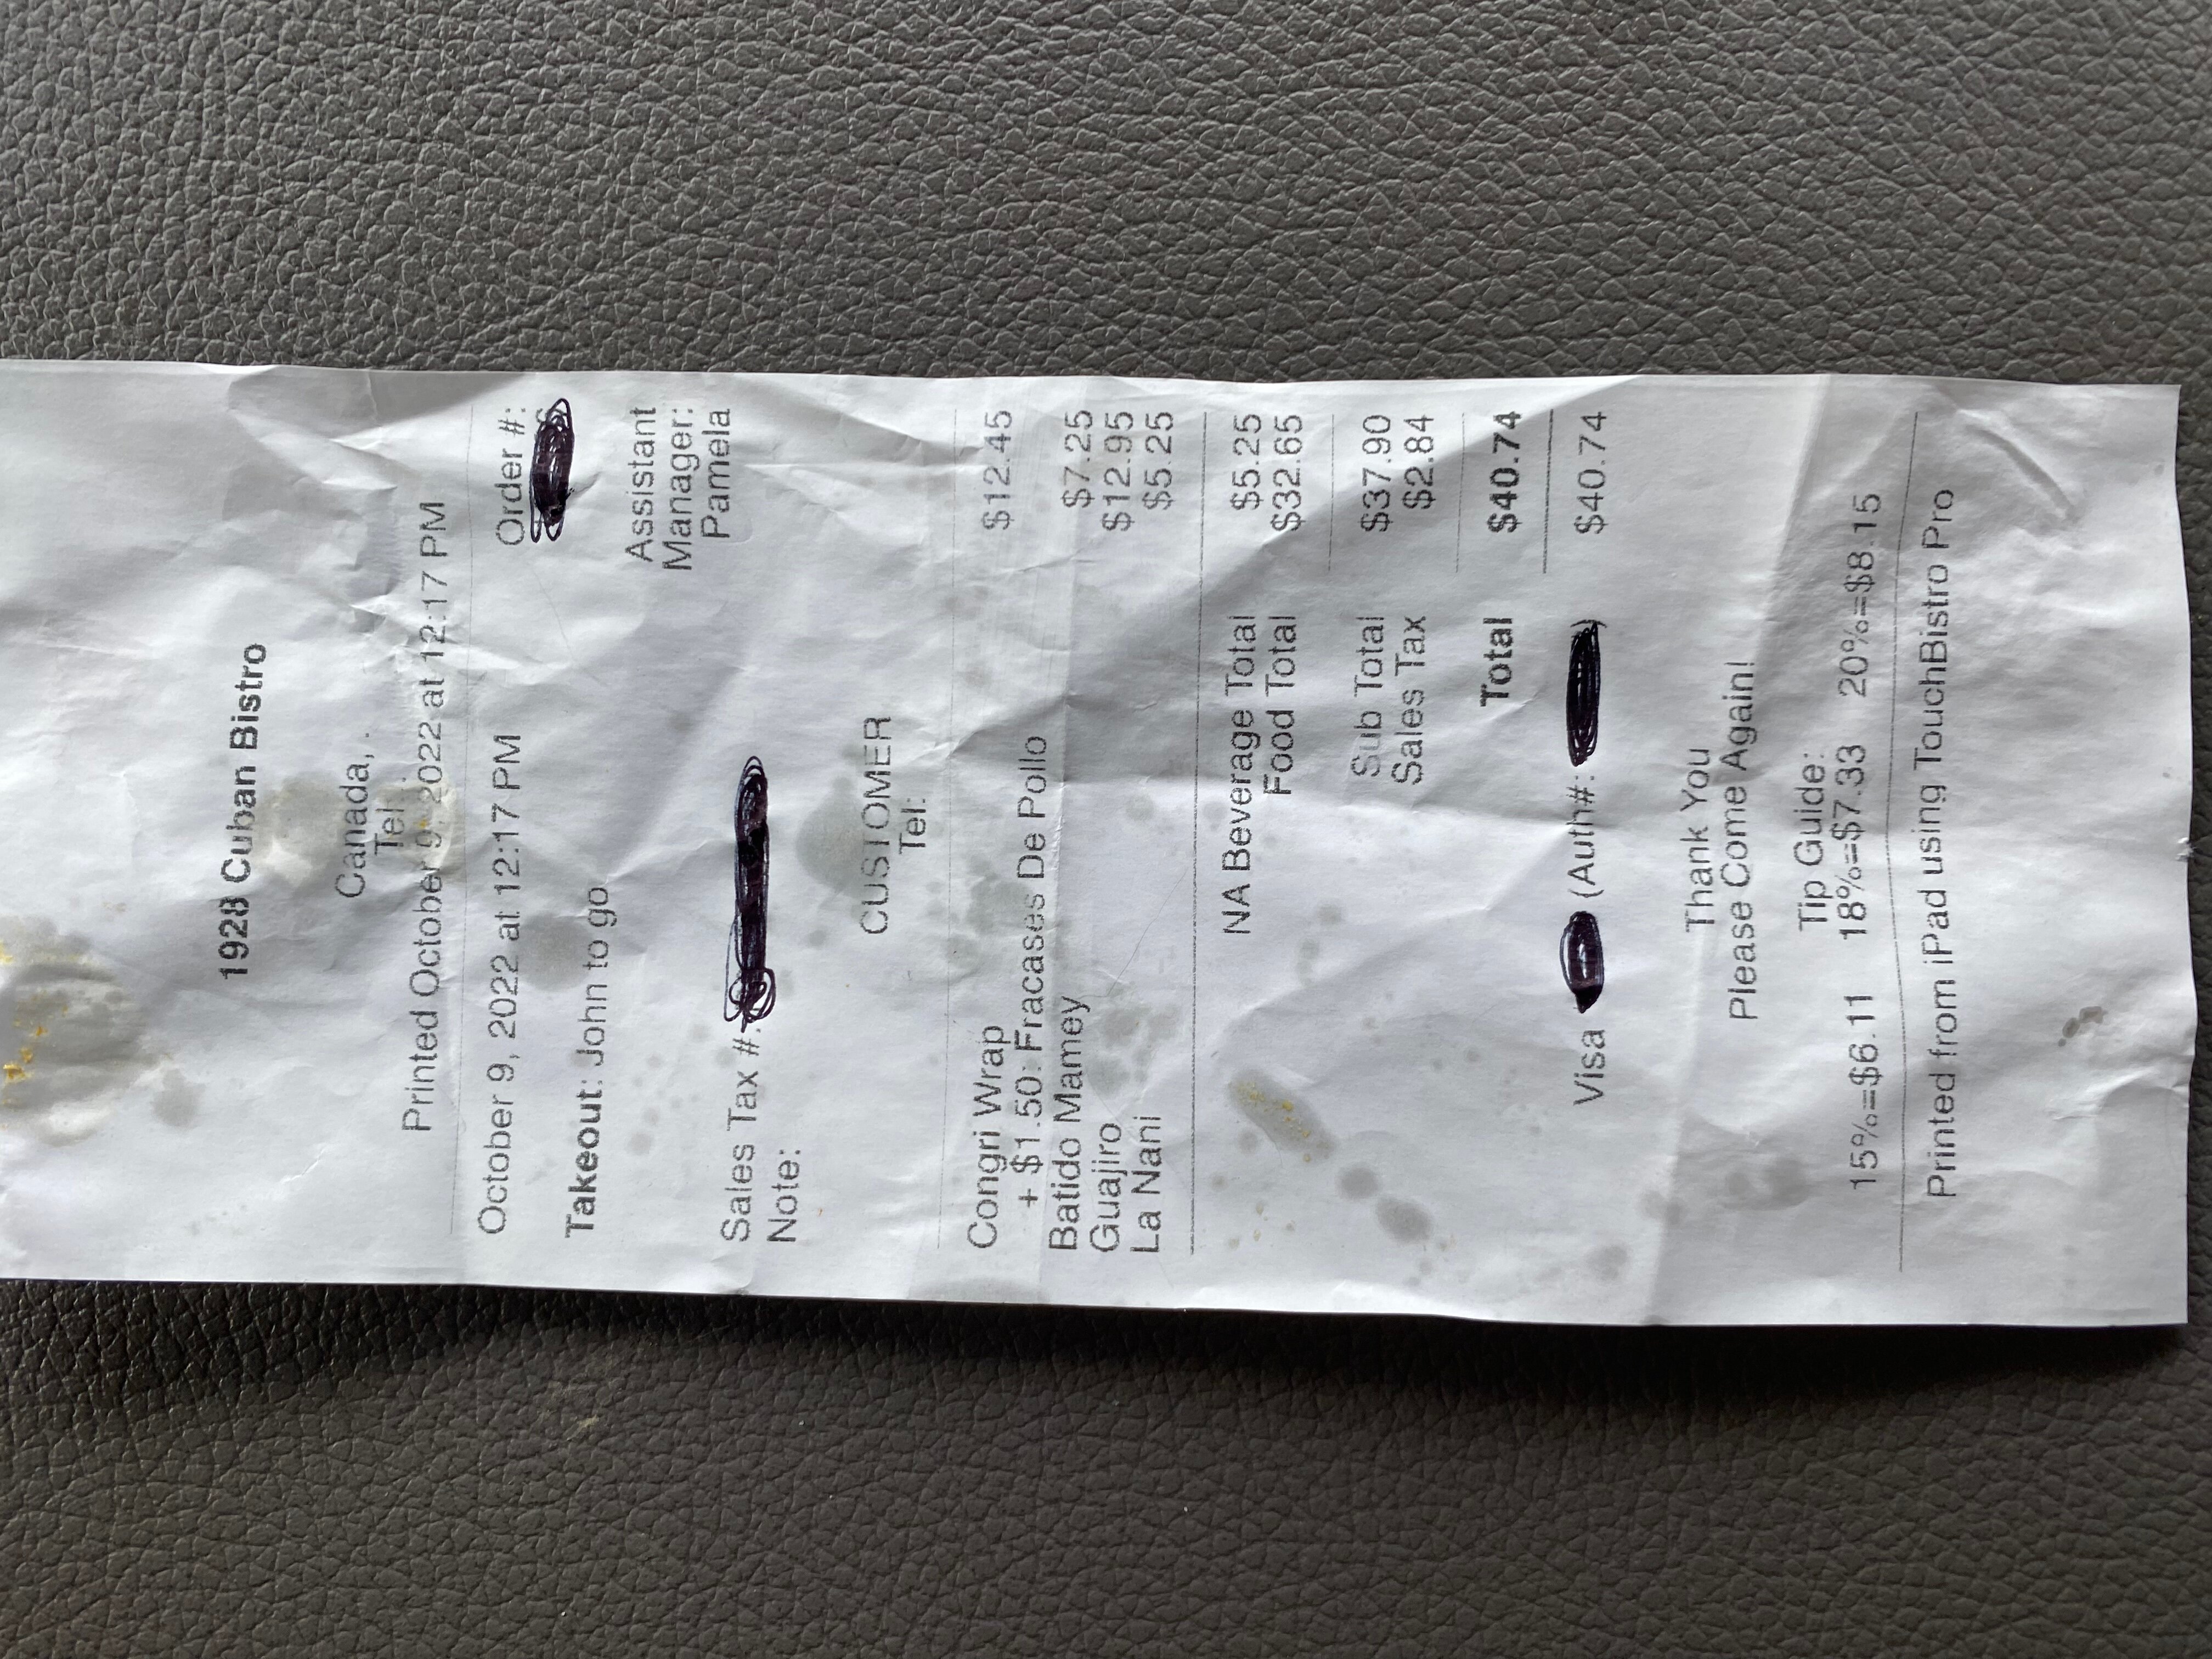 1928 Cuban Bistro
Canada, .
Tel :
Printed October 9, 2022 at 12:17 PM
October 9, 2022 at 12:17 PM Order #:
Takeout: John to go
Assistant
Manager:
Pamela
Sales Tax #:
Note:
CUSTOMER
Tel:
Congri Wrap $12.45
+ $1.50: Fracases De Pollo
Batido Mamey $7.25
Guajiro $12.95
La Nani $5.25
NA Beverage Total $5.25
Food Total $32.65
Sub Total $37.90
Sales Tax $2.84
Total $40.74
Visa (Auth#: ) $40.74
Thank You
Please Come Again!
Tip Guide:
15%=$6.11 18%=$7.33 20%=$8.15
Printed from iPad using TouchBistro Pro